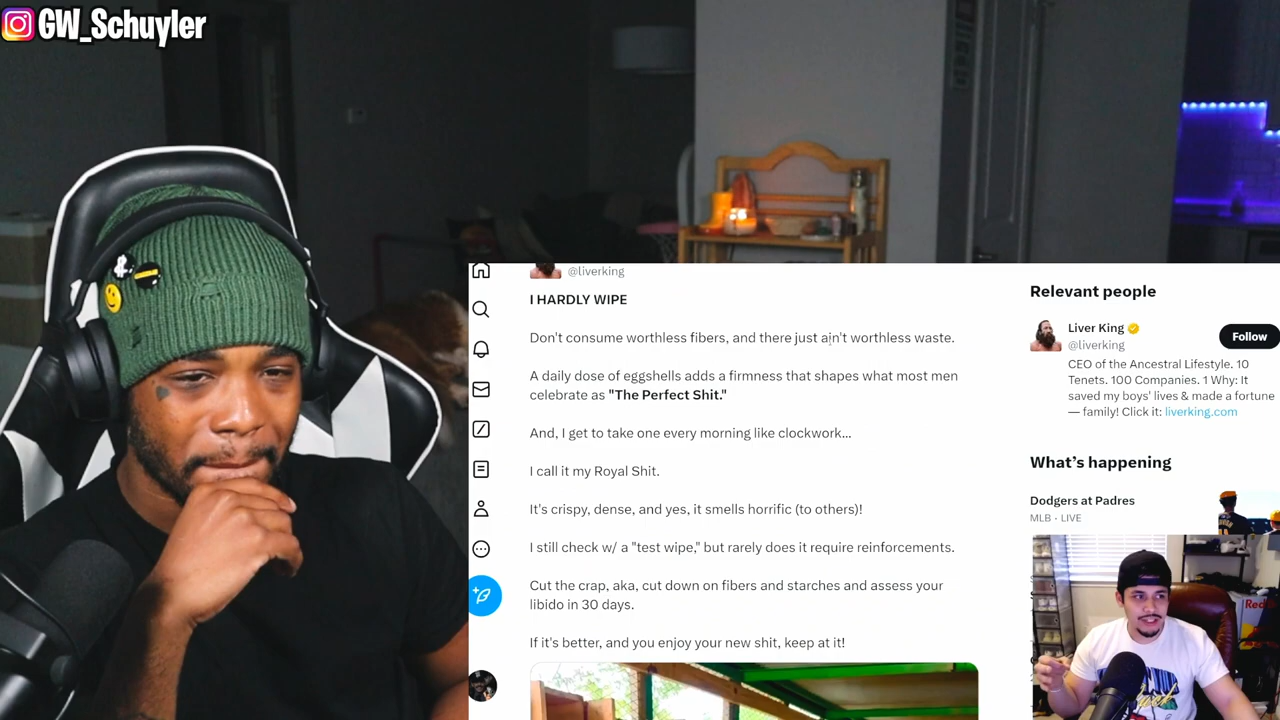 GW_Schuyler
@liverking
I HARDLY WIPE
Don't consume worthless fibers, and there just ain't worthless waste.
A daily dose of eggshells adds a firmness that shapes what most men
celebrate as "The Perfect Shit."
And, I get to take one every morning like clockwork...
I call it my Royal Shit.
It's crispy, dense, and yes, it smells horrific (to others)!
I still check w/ a "test wipe," but rarely does it require reinforcements.
Cut the crap, aka, cut down on fibers and starches and assess your
libido in 30 days.
If it's better, and you enjoy your new shit, keep at it!
Relevant people
Liver King
@liverking
Follow
CEO of the Ancestral Lifestyle. 10
Tenets. 100 Companies. 1 Why: It
saved my boys' lives & made a fortune
— family! Click it: liverking.com
What's happening
Dodgers at Padres
MLB · LIVE
Red